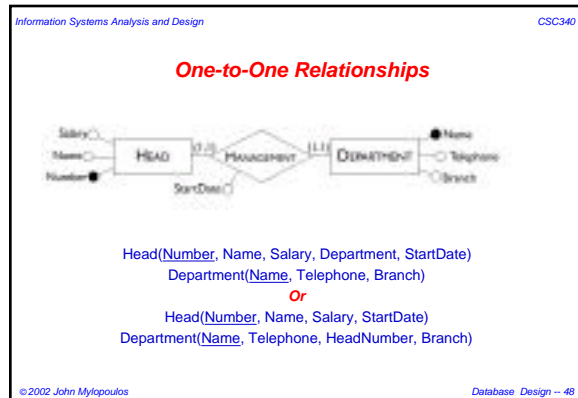 Information Systems Analysis and Design CSC340
One-to-One Relationships
Salary
Name
Number
HEAD
(1,1)
MANAGEMENT
StartDate
(1,1)
DEPARTMENT
Name
Telephone
Branch
Head(Number, Name, Salary, Department, StartDate)
Department(Name, Telephone, Branch)
Or
Head(Number, Name, Salary, StartDate)
Department(Name, Telephone, HeadNumber, Branch)
©2002 John Mylopoulos Database Design -- 48